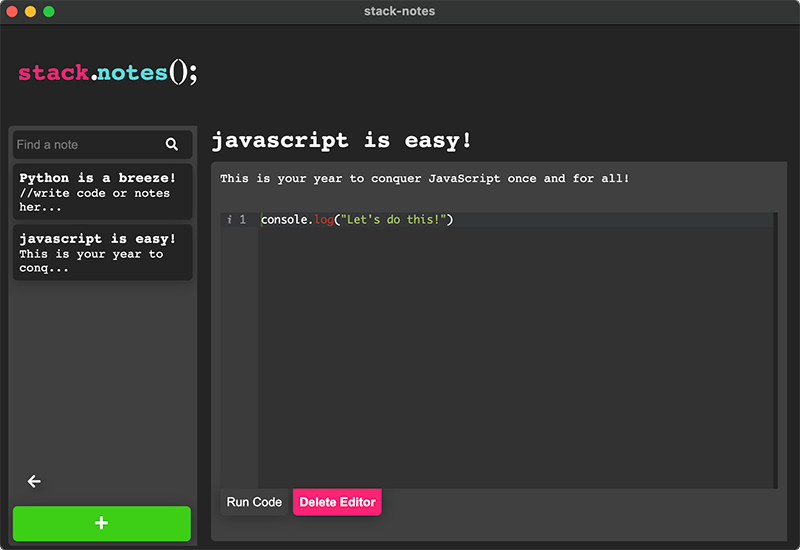 stack-notes
stack.notes();
Find a note
Python is a breeze!
//write code or notes
her...
javascript is easy!
This is your year to
conq...
+
javascript is easy!
This is your year to conquer JavaScript once and for all!
i 1 console.log("Let's do this!")
Run Code
Delete Editor